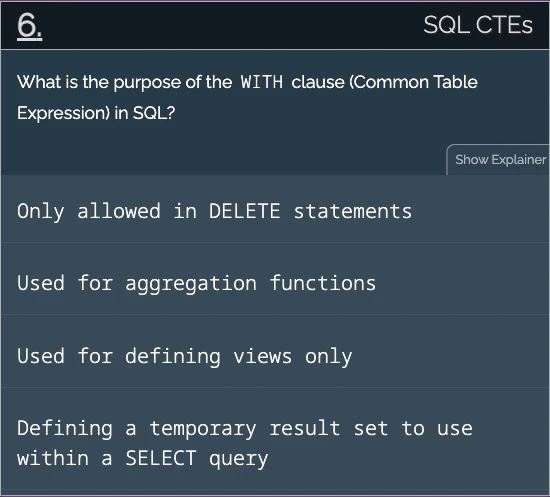 6.
SQL CTEs
What is the purpose of the WITH clause (Common Table
Expression) in SQL?
Show Explainer
Only allowed in DELETE statements
Used for aggregation functions
Used for defining views only
Defining a temporary result set to use
within a SELECT query